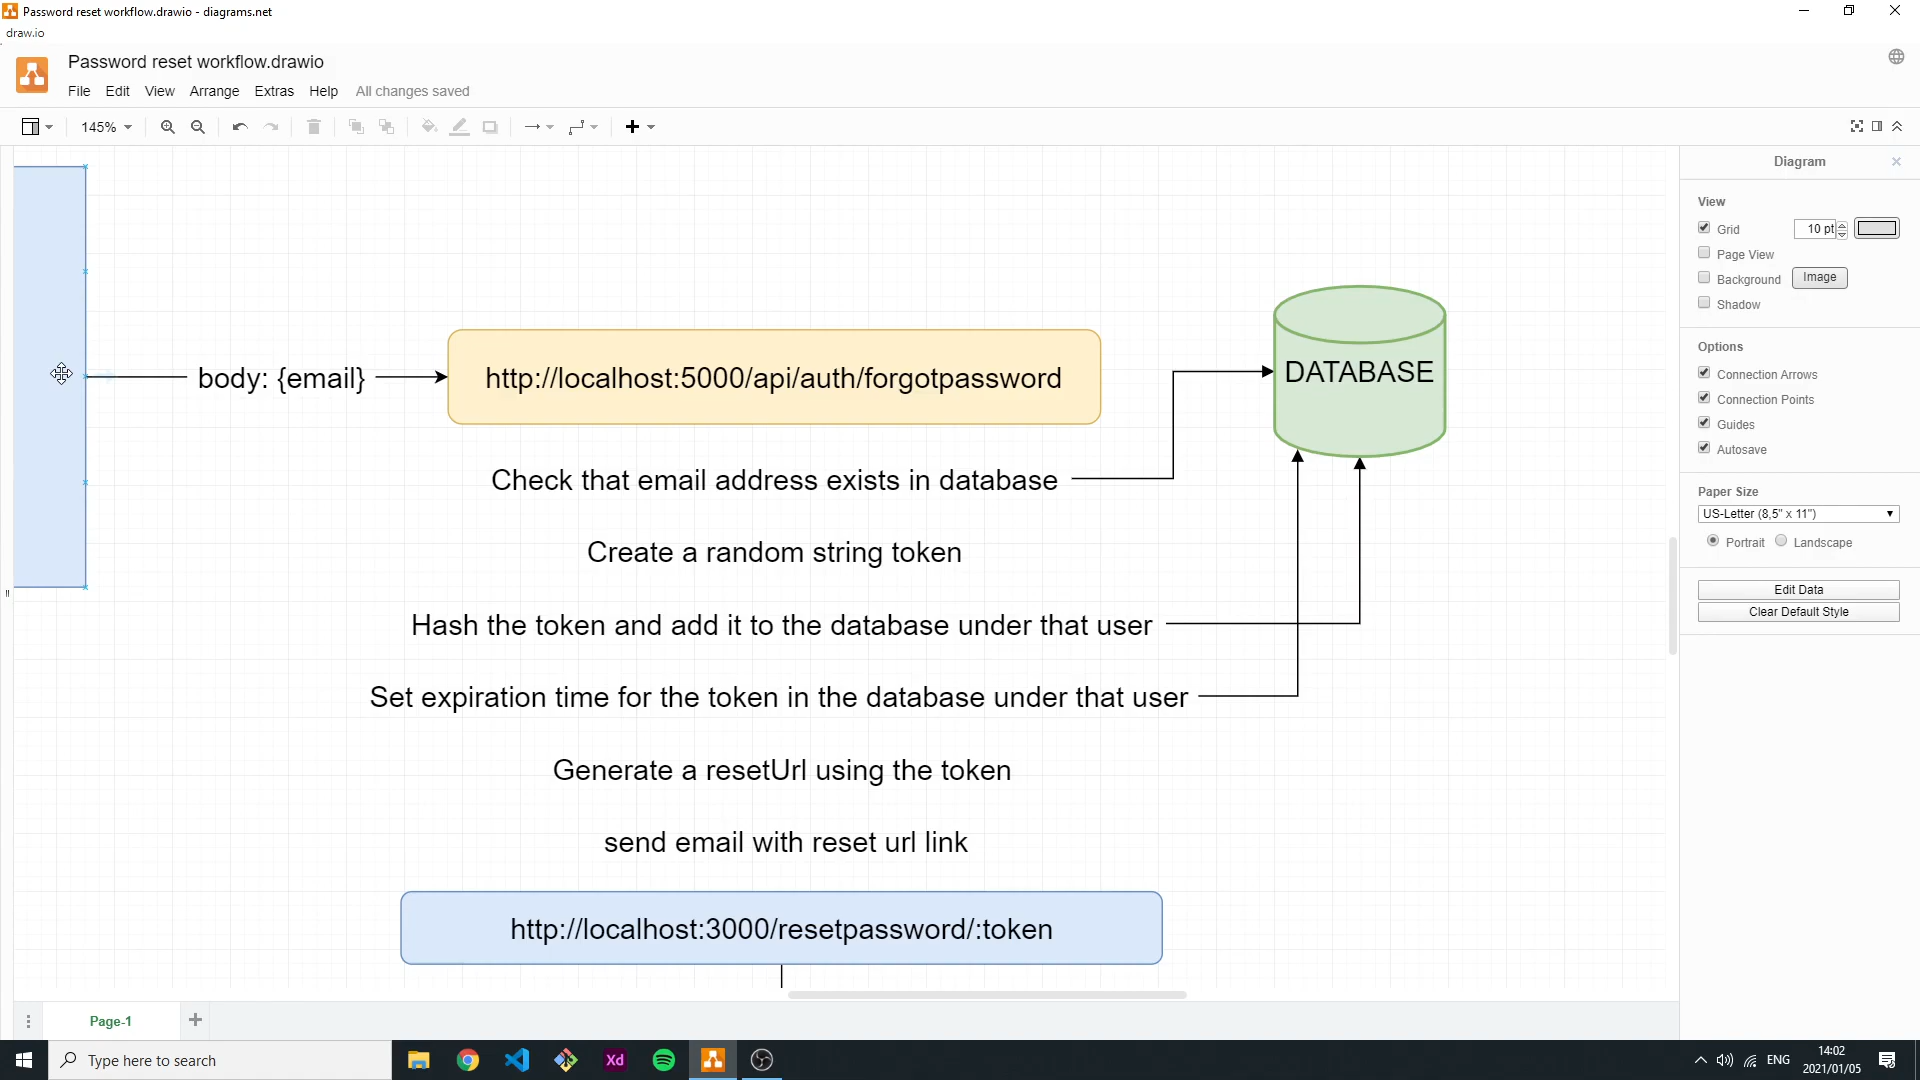 Password reset workflow.drawio - diagrams.net
draw.io
Password reset workflow.drawio
File Edit View Arrange Extras Help All changes saved
145%
Diagram
View
Grid 10 pt
Page View
Background Image
Shadow
Options
Connection Arrows
Connection Points
Guides
Autosave
Paper Size
US-Letter (8,5" x 11")
Portrait Landscape
Edit Data
Clear Default Style
body: {email}
http://localhost:5000/api/auth/forgotpassword
DATABASE
Check that email address exists in database
Create a random string token
Hash the token and add it to the database under that user
Set expiration time for the token in the database under that user
Generate a resetUrl using the token
send email with reset url link
http://localhost:3000/resetpassword/:token
Page-1
Type here to search
Xd
ENG
14:02
2021/01/05